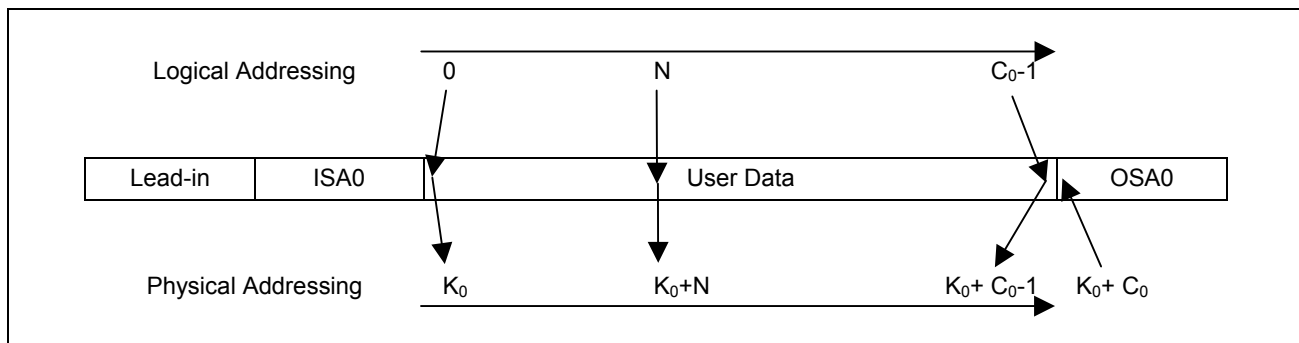 Logical Addressing 0 N C₀-1
Lead-in ISA0 User Data OSA0
Physical Addressing K₀ K₀+N K₀+ C₀-1 K₀+ C₀